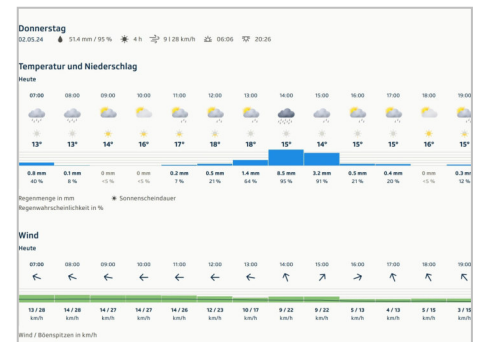 Donnerstag
02.05.24 51.4 mm / 95 % 4 h 9 | 28 km/h 06:06 20:26
Temperatur und Niederschlag
Heute
07:00 08:00 09:00 10:00 11:00 12:00 13:00 14:00 15:00 16:00 17:00 18:00 19:00
13° 13° 14° 16° 17° 18° 18° 15° 14° 15° 15° 16° 15°
0.8 mm 0.1 mm 0 mm 0 mm 0.2 mm 0.5 mm 1.4 mm 8.5 mm 3.2 mm 0.5 mm 0.4 mm 0 mm 0.3 m
40 % 8 % <5 % <5 % 7 % 21 % 64 % 95 % 91 % 21 % 20 % <5 % 12 %
Regenmenge in mm Sonnenscheindauer
Regenwahrscheinlichkeit in %
Wind
Heute
07:00 08:00 09:00 10:00 11:00 12:00 13:00 14:00 15:00 16:00 17:00 18:00 19:00
13 / 28 14 / 28 14 / 27 14 / 27 14 / 26 12 / 23 10 / 17 9 / 22 9 / 22 5 / 13 4 / 13 5 / 15 3 / 15
km/h km/h km/h km/h km/h km/h km/h km/h km/h km/h km/h km/h km/h
Wind / Böenspitzen in km/h